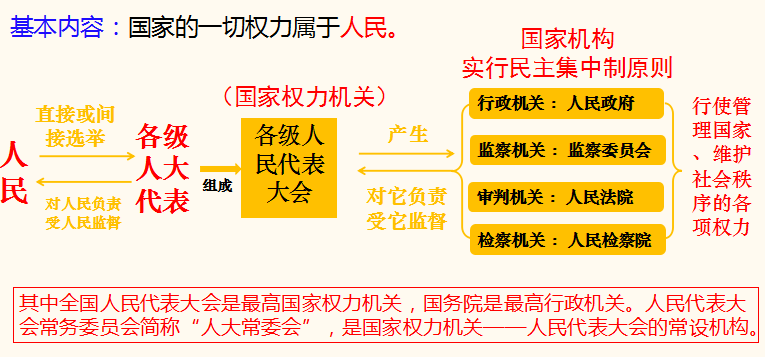 基本内容：国家的一切权力属于人民。
国家机构
实行民主集中制原则
（国家权力机关）
直接或间
接选举
人
民
对人民负责
受人民监督
各级
人大
代表
组成
各级人
民代表
大会
产生
对它负责
受它监督
行政机关： 人民政府
监察机关： 监察委员会
审判机关： 人民法院
检察机关： 人民检察院
行使管
理国家
、维护
社会秩
序的各
项权力
其中全国人民代表大会是最高国家权力机关，国务院是最高行政机关。人民代表大
会常务委员会简称“人大常委会”，是国家权力机关——人民代表大会的常设机构。